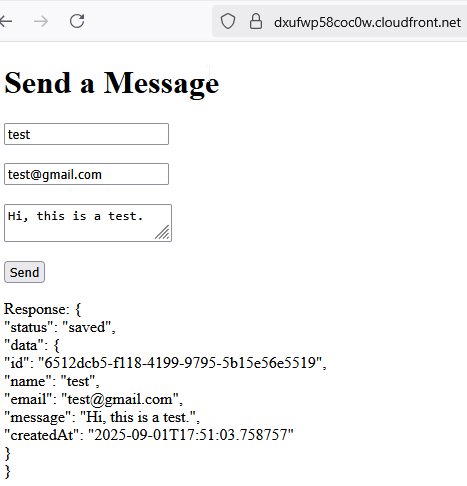 dxufwp58coc0w.cloudfront.net
Send a Message
test
test@gmail.com
Hi, this is a test.
Send
Response: {
"status": "saved",
"data": {
"id": "6512dcb5-f118-4199-9795-5b15e56e5519",
"name": "test",
"email": "test@gmail.com",
"message": "Hi, this is a test.",
"createdAt": "2025-09-01T17:51:03.758757"
}
}